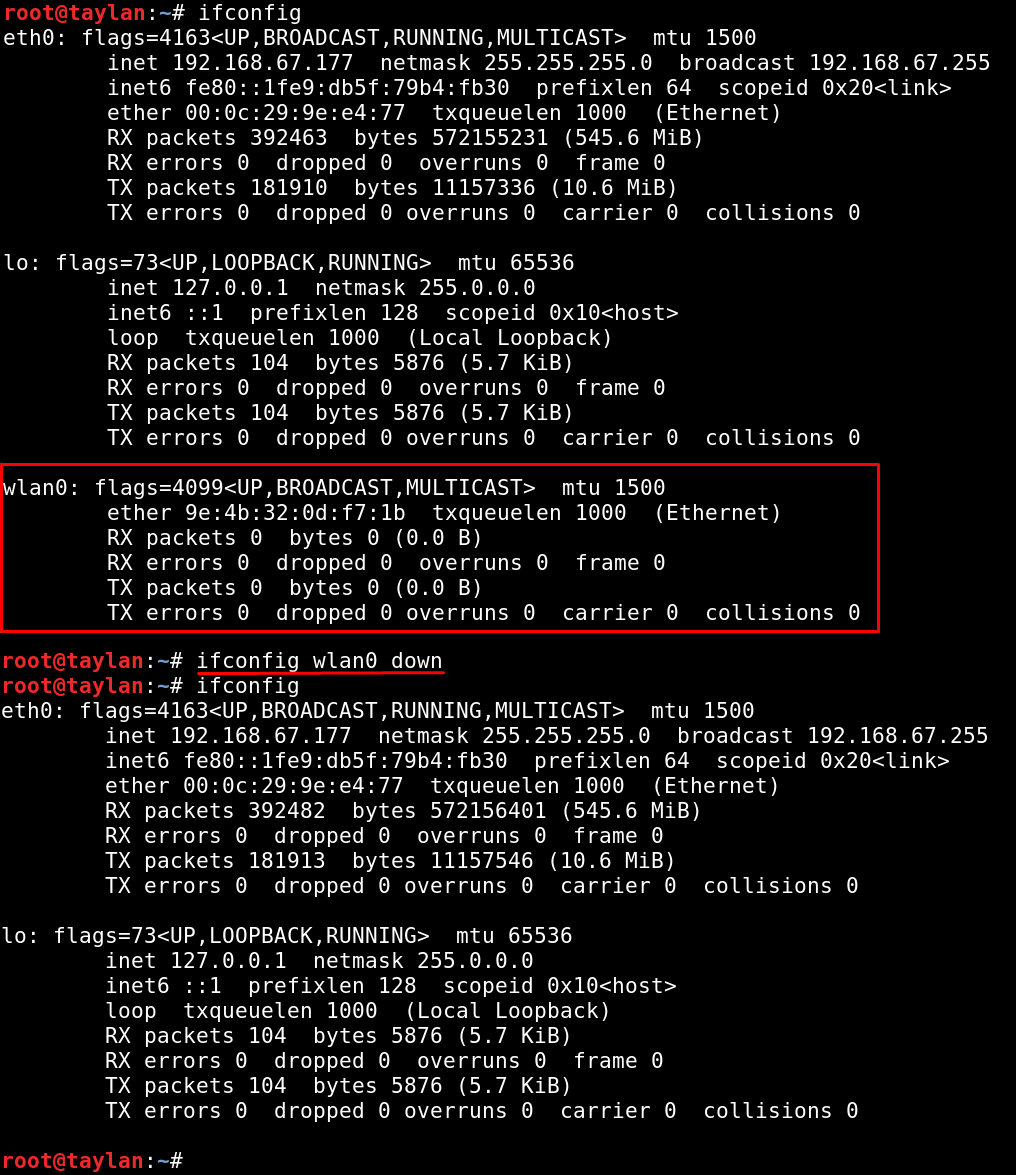 root@taylan:~# ifconfig
eth0: flags=4163<UP,BROADCAST,RUNNING,MULTICAST>  mtu 1500
        inet 192.168.67.177  netmask 255.255.255.0  broadcast 192.168.67.255
        inet6 fe80::1fe9:db5f:79b4:fb30  prefixlen 64  scopeid 0x20<link>
        ether 00:0c:29:9e:e4:77  txqueuelen 1000  (Ethernet)
        RX packets 392463  bytes 572155231 (545.6 MiB)
        RX errors 0  dropped 0  overruns 0  frame 0
        TX packets 181910  bytes 11157336 (10.6 MiB)
        TX errors 0  dropped 0 overruns 0  carrier 0  collisions 0

lo: flags=73<UP,LOOPBACK,RUNNING>  mtu 65536
        inet 127.0.0.1  netmask 255.0.0.0
        inet6 ::1  prefixlen 128  scopeid 0x10<host>
        loop  txqueuelen 1000  (Local Loopback)
        RX packets 104  bytes 5876 (5.7 KiB)
        RX errors 0  dropped 0  overruns 0  frame 0
        TX packets 104  bytes 5876 (5.7 KiB)
        TX errors 0  dropped 0 overruns 0  carrier 0  collisions 0

wlan0: flags=4099<UP,BROADCAST,MULTICAST>  mtu 1500
        ether 9e:4b:32:0d:f7:1b  txqueuelen 1000  (Ethernet)
        RX packets 0  bytes 0 (0.0 B)
        RX errors 0  dropped 0  overruns 0  frame 0
        TX packets 0  bytes 0 (0.0 B)
        TX errors 0  dropped 0 overruns 0  carrier 0  collisions 0

root@taylan:~# ifconfig wlan0 down
root@taylan:~# ifconfig
eth0: flags=4163<UP,BROADCAST,RUNNING,MULTICAST>  mtu 1500
        inet 192.168.67.177  netmask 255.255.255.0  broadcast 192.168.67.255
        inet6 fe80::1fe9:db5f:79b4:fb30  prefixlen 64  scopeid 0x20<link>
        ether 00:0c:29:9e:e4:77  txqueuelen 1000  (Ethernet)
        RX packets 392482  bytes 572156401 (545.6 MiB)
        RX errors 0  dropped 0  overruns 0  frame 0
        TX packets 181913  bytes 11157546 (10.6 MiB)
        TX errors 0  dropped 0 overruns 0  carrier 0  collisions 0

lo: flags=73<UP,LOOPBACK,RUNNING>  mtu 65536
        inet 127.0.0.1  netmask 255.0.0.0
        inet6 ::1  prefixlen 128  scopeid 0x10<host>
        loop  txqueuelen 1000  (Local Loopback)
        RX packets 104  bytes 5876 (5.7 KiB)
        RX errors 0  dropped 0  overruns 0  frame 0
        TX packets 104  bytes 5876 (5.7 KiB)
        TX errors 0  dropped 0 overruns 0  carrier 0  collisions 0

root@taylan:~#